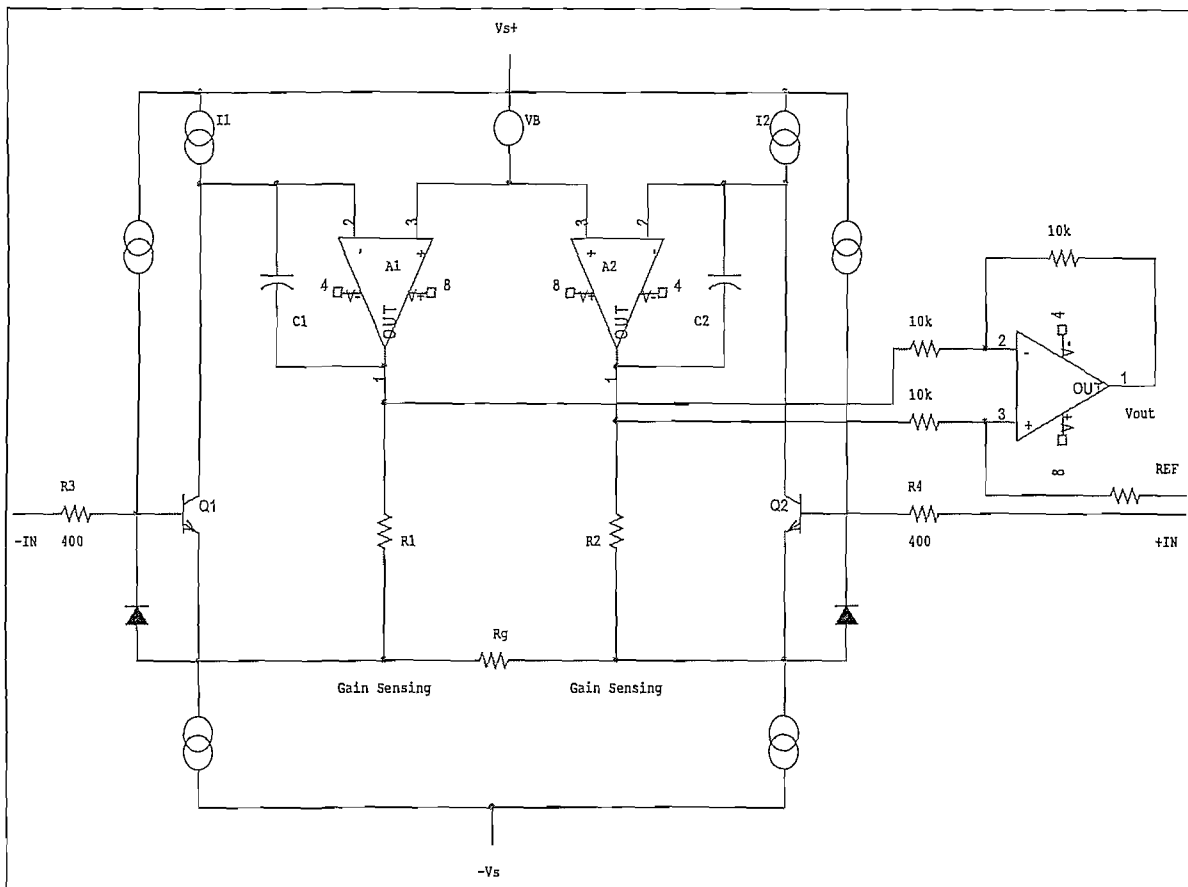 Vs+
I1
VB
I2
2
3
3
2
-
+
+
-
A1
A2
4
V-
V+
8
8
V+
V-
4
C1
OUT
OUT
C2
1
1
10k
10k
10k
4
V-
2
-
OUT
1
3
+
V+
8
Vout
REF
R3
400
-IN
Q1
R1
R2
Q2
R4
400
+IN
Rg
Gain Sensing
Gain Sensing
-Vs